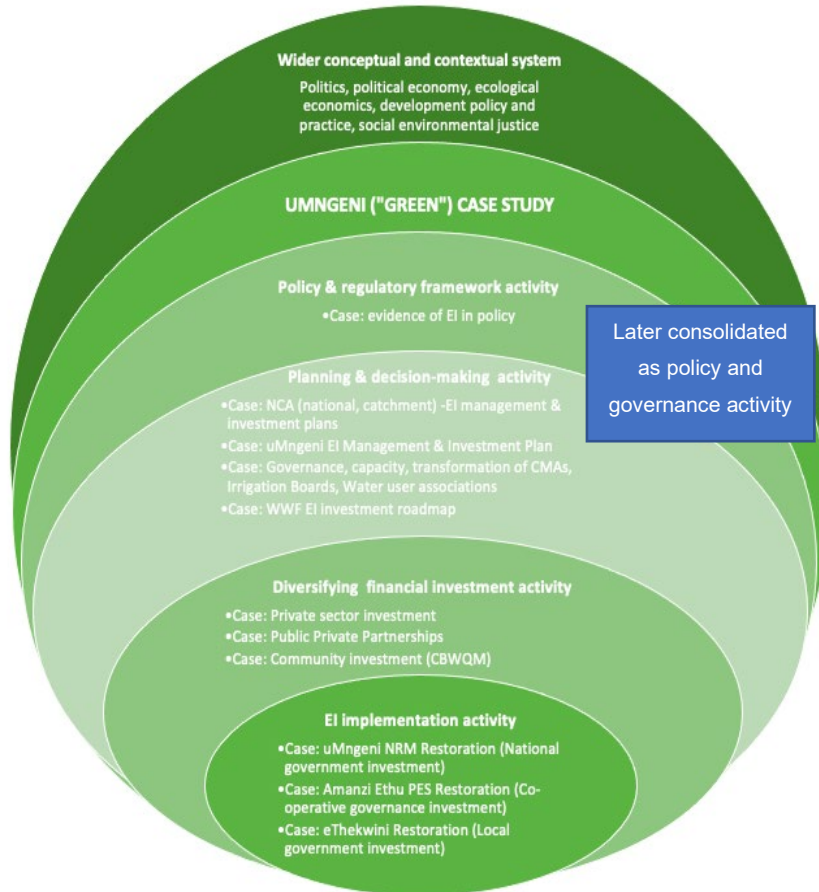 Wider conceptual and contextual system
Politics, political economy, ecological
economics, development policy and
practice, social environmental justice
UMNGENI ("GREEN") CASE STUDY
Policy & regulatory framework activity
•Case: evidence of EI in policy
Later consolidated
as policy and
governance activity
Planning & decision-making activity
•Case: NCA (national, catchment) -EI management &
investment plans
•Case: uMngeni EI Management & Investment Plan
•Case: Governance, capacity, transformation of CMAs,
Irrigation Boards, Water user associations
•Case: WWF EI investment roadmap
Diversifying financial investment activity
•Case: Private sector investment
•Case: Public Private Partnerships
•Case: Community investment (CBWQM)
EI implementation activity
•Case: uMngeni NRM Restoration (National
government investment)
•Case: Amanzi Ethu PES Restoration (Co-
operative governance investment)
•Case: eThekwini Restoration (Local
government investment)